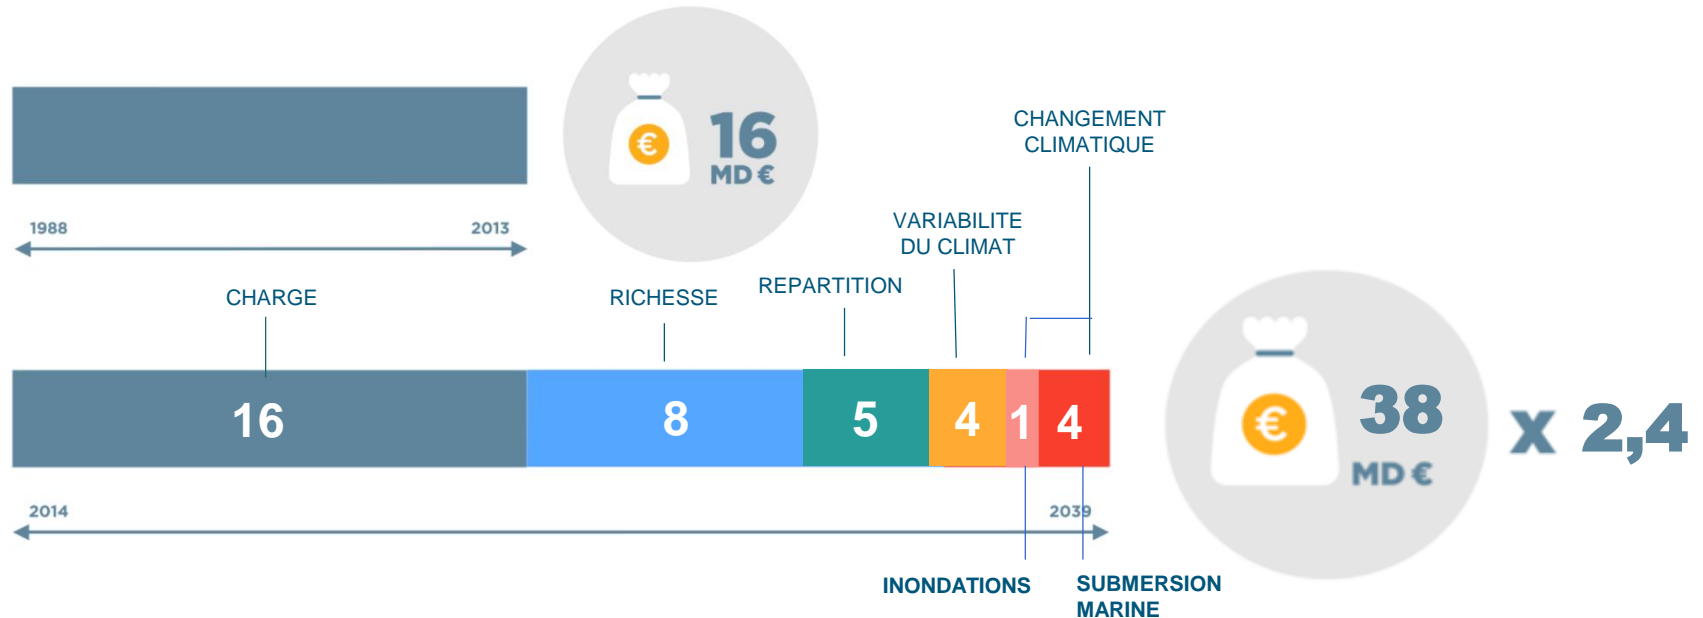 16
MD €
€
1988
2013
CHANGEMENT
CLIMATIQUE
VARIABILITE
DU CLIMAT
CHARGE
RICHESSE
REPARTITION
16
8
5
4
1
4
€
38
MD €
x 2,4
2014
2039
INONDATIONS
SUBMERSION
MARINE